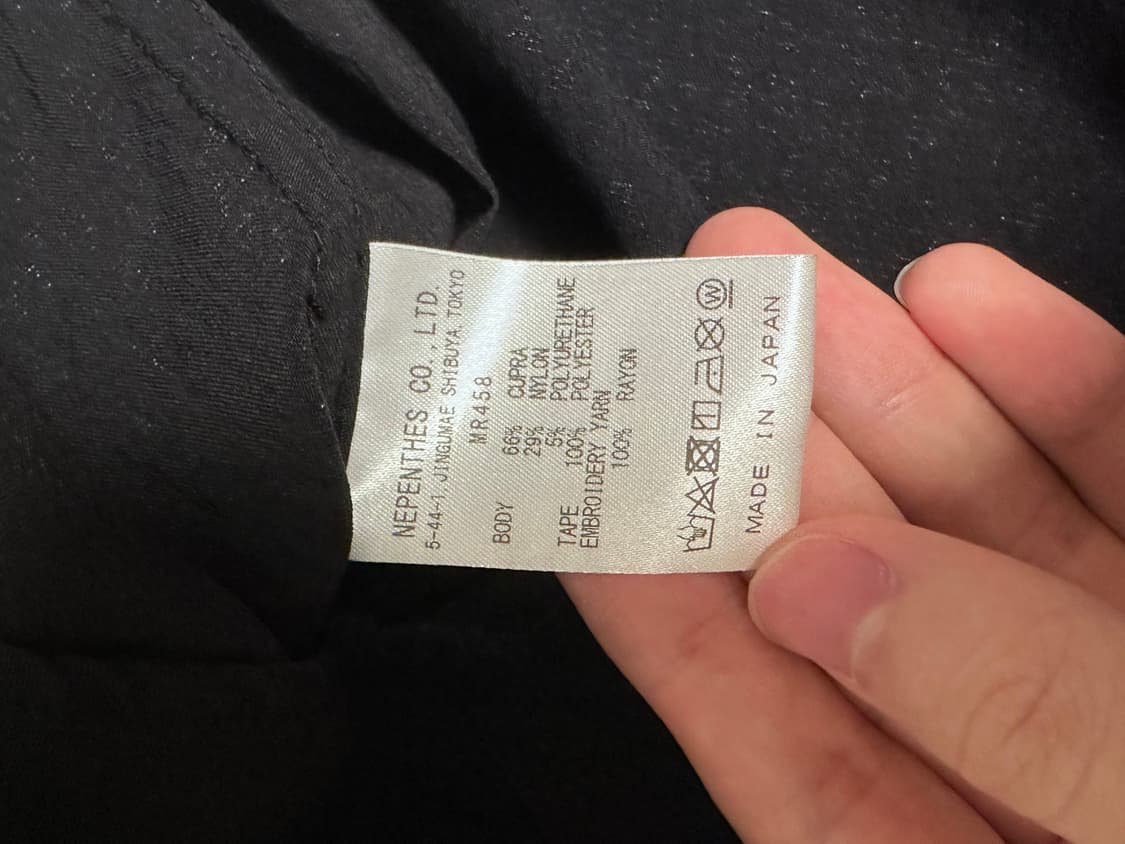 NEPENTHES CO., LTD.
5-44-1 JINGUMAE SHIBUYA TOKYO
MR458
BODY 66% CUPRA
29% NYLON
5% POLYURETHANE
TAPE 100% POLYESTER
EMBROIDERY YARN
100% RAYON
W
MADE IN JAPAN